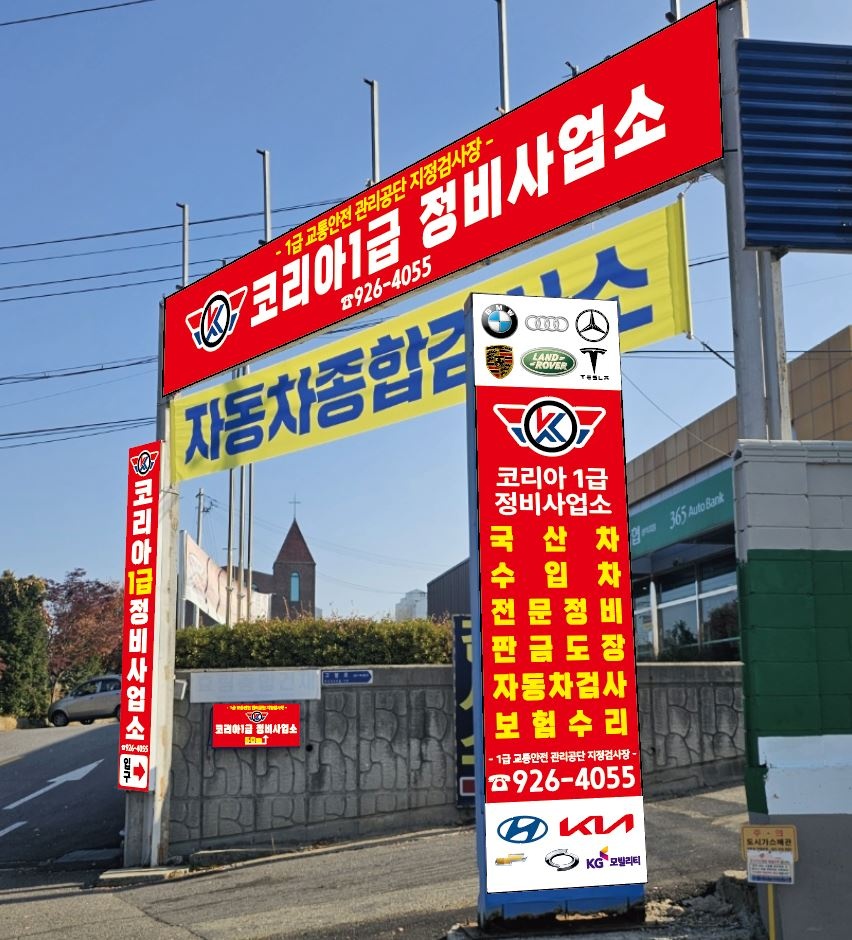 - 1급 교통안전 관리공단 지정검사장 -
코리아1급 정비사업소
☎926-4055
자동차종합검사소
BMW
LAND-
ROVER
TESLA
코리아 1급
정비사업소
국산차
수입차
전문정비
판금도장
자동차검사
보험수리
- 1급 교통안전 관리공단 지정검사장 -
☎926-4055
KIA
KG 모빌리티
코리아1급정비사업소
☎926-4055
입구
코리아1급 정비사업소
365 Auto Bank
주의
도시가스배관